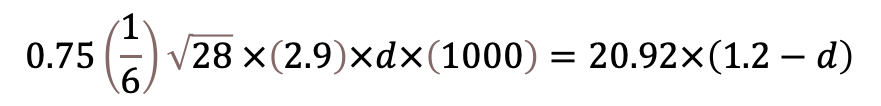 0.75 (1/6) √28 ×(2.9)×d×(1000) = 20.92×(1.2 − d)